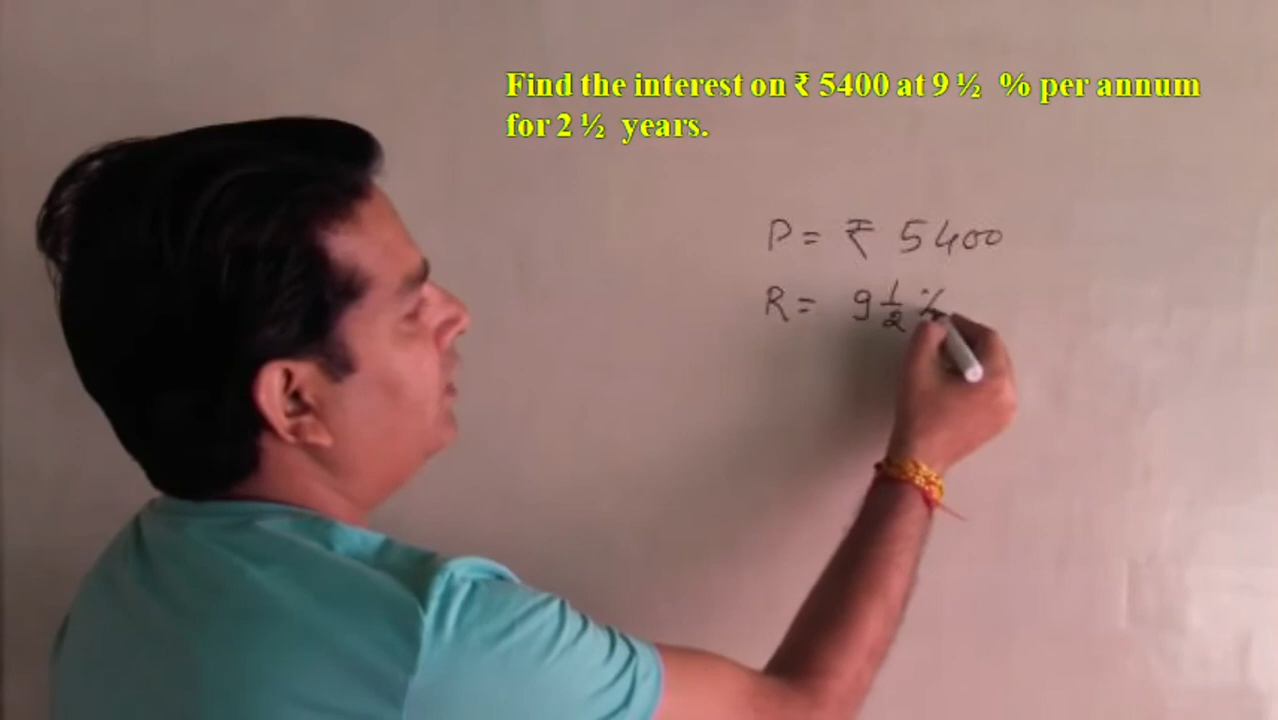 Find the interest on ₹ 5400 at 9 ½ % per annum
for 2 ½ years.
P = ₹ 5400
R = 9 1/2 %